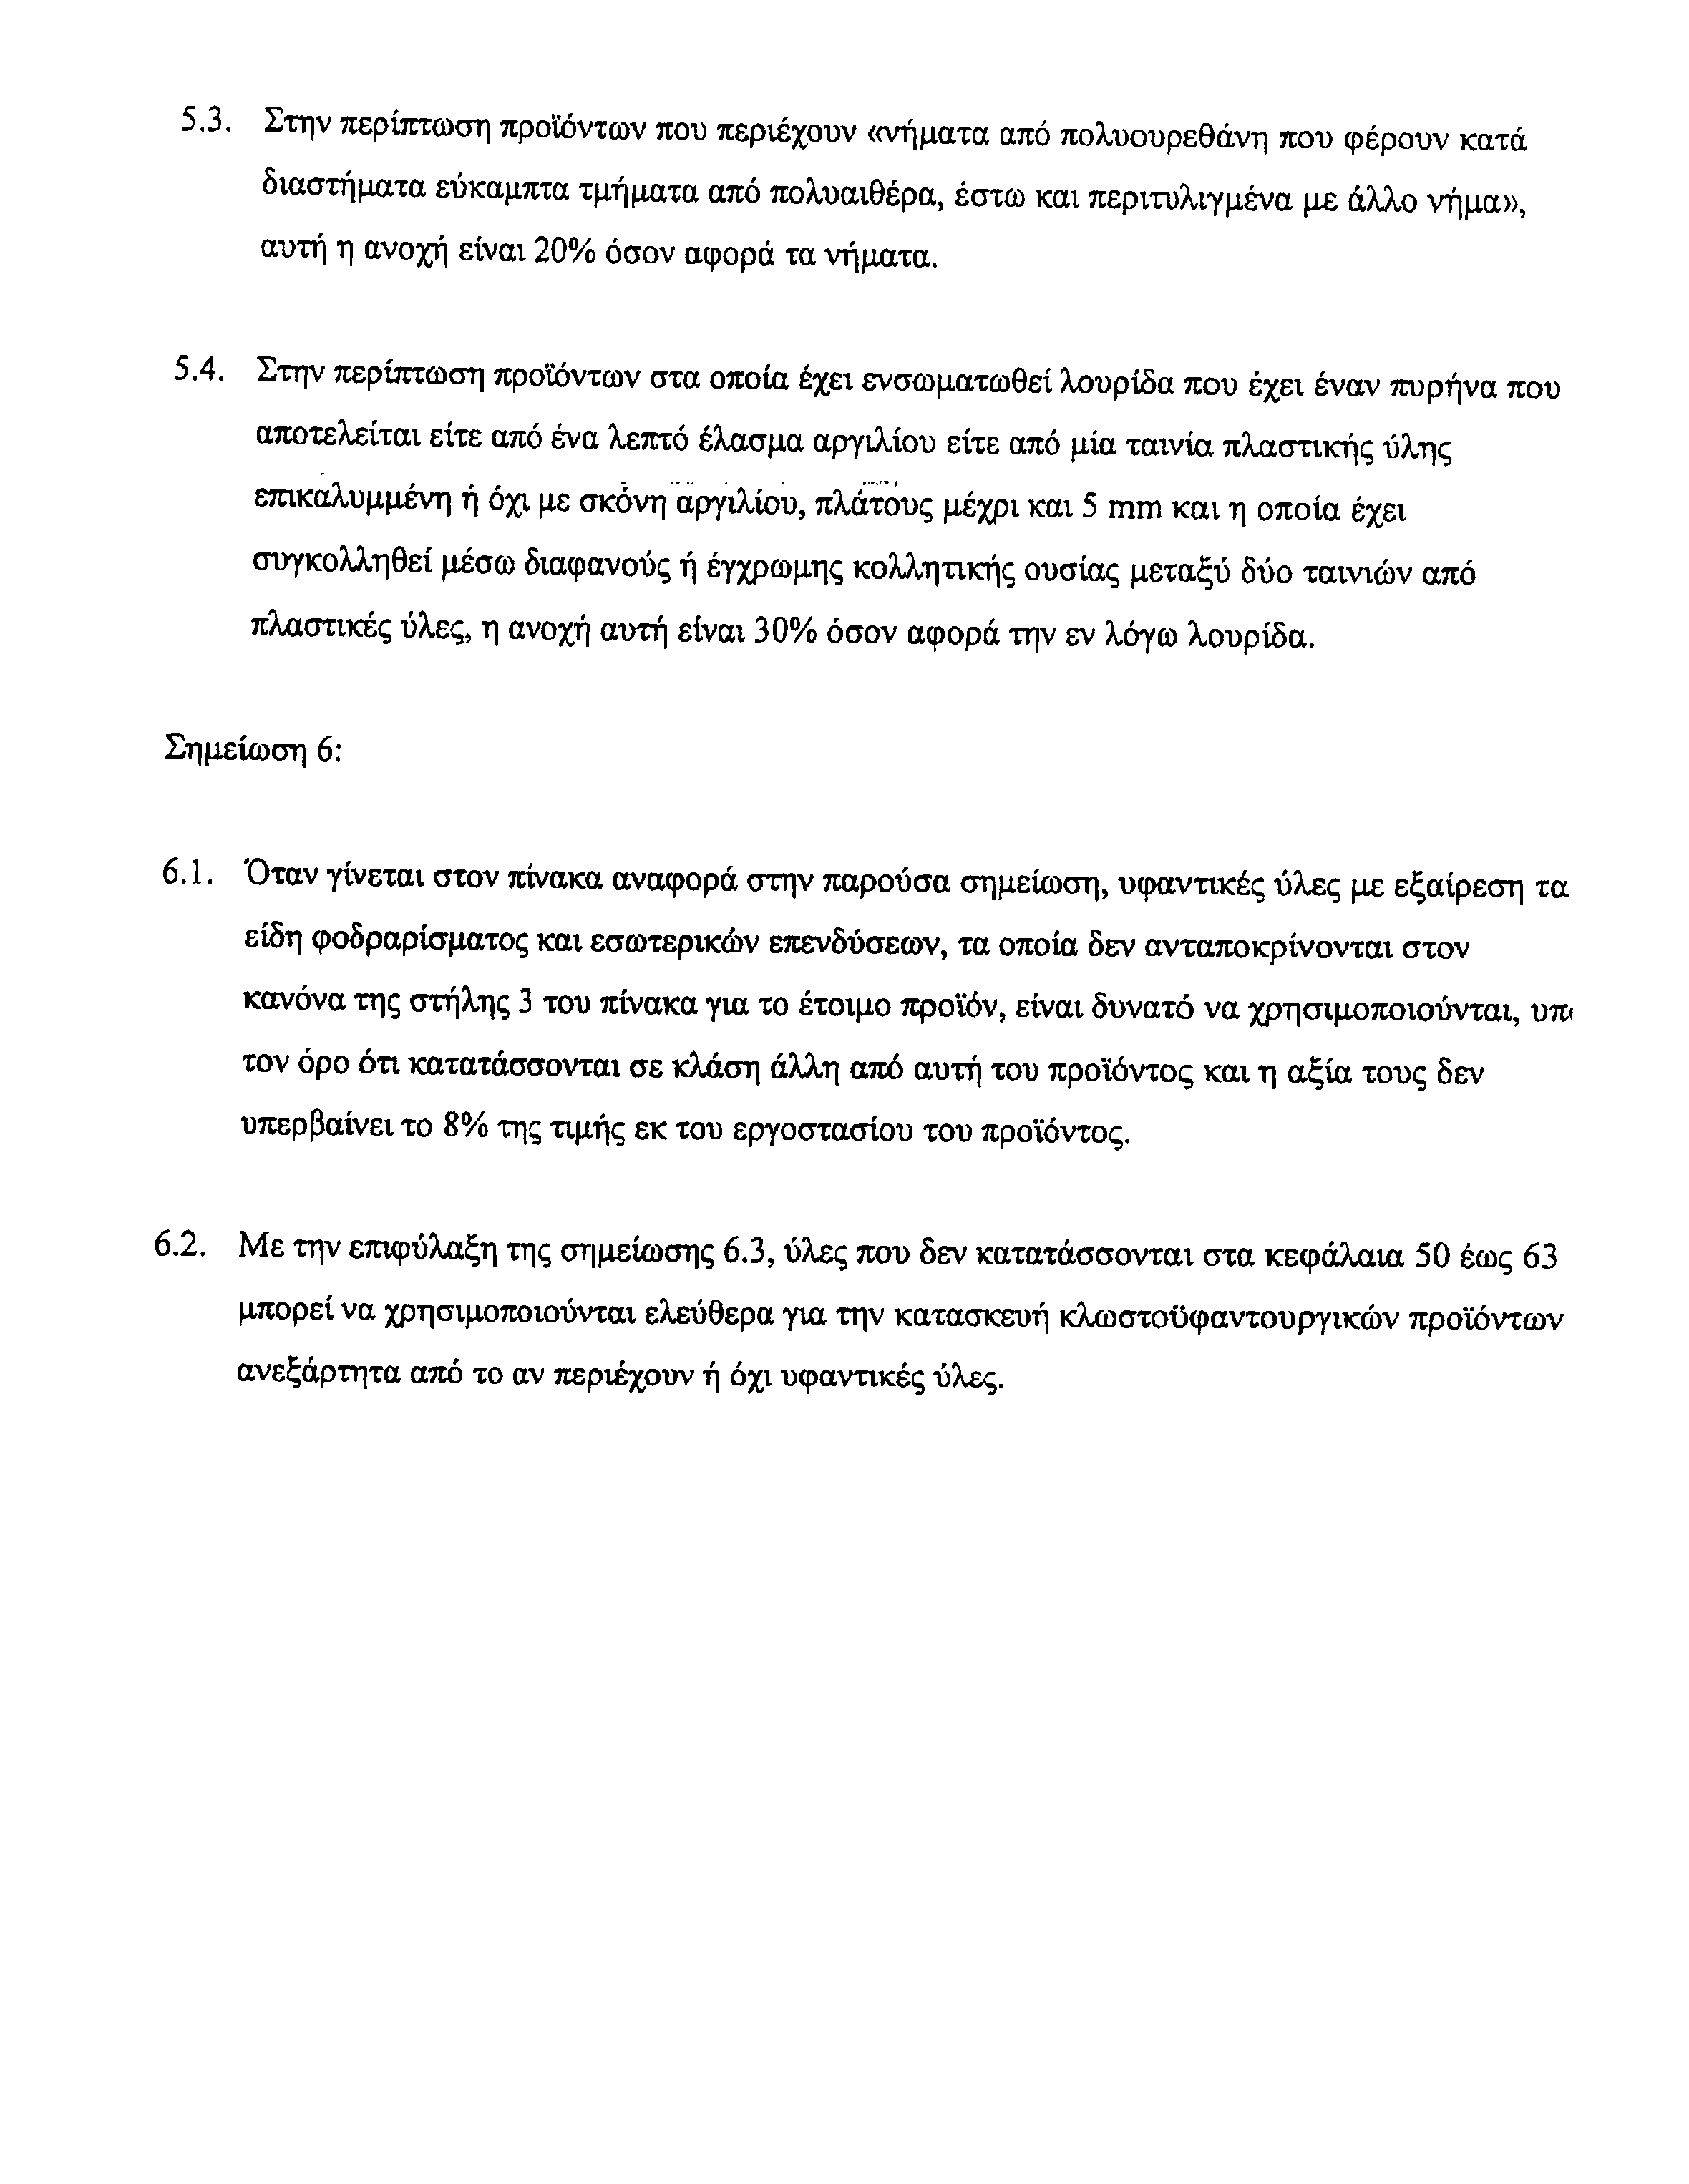 5.3. Στην περίπτωση προϊόντων που περιέχουν «νήματα από πολυουρεθάνη που φέρουν κατά
διαστήματα εύκαμπτα τμήματα από πολυαιθέρα, έστω και περιτυλιγμένα με άλλο νήμα»,
αυτή η ανοχή είναι 20% όσον αφορά τα νήματα.
5.4. Στην περίπτωση προϊόντων στα οποία έχει ενσωματωθεί λουρίδα που έχει έναν πυρήνα που
αποτελείται είτε από ένα λεπτό έλασμα αργιλίου είτε από μία ταινία πλαστικής ύλης
επικαλυμμένη ή όχι με σκόνη αργιλίου, πλάτους μέχρι και 5 mm και η οποία έχει
συγκολληθεί μέσω διαφανούς ή έγχρωμης κολλητικής ουσίας μεταξύ δύο ταινιών από
πλαστικές ύλες, η ανοχή αυτή είναι 30% όσον αφορά την εν λόγω λουρίδα.
Σημείωση 6:
6.1. Όταν γίνεται στον πίνακα αναφορά στην παρούσα σημείωση, υφαντικές ύλες με εξαίρεση τα
είδη φοδραρίσματος και εσωτερικών επενδύσεων, τα οποία δεν ανταποκρίνονται στον
κανόνα της στήλης 3 του πίνακα για το έτοιμο προϊόν, είναι δυνατό να χρησιμοποιούνται,
τον όρο ότι κατατάσσονται σε κλάση άλλη από αυτή του προϊόντος και η αξία τους δεν
υπερβαίνει το 8% της τιμής εκ του εργοστασίου του προϊόντος.
6.2. Με την επιφύλαξη της σημείωσης 6.3, ύλες που δεν κατατάσσονται στα κεφάλαια 50 έως 63
μπορεί να χρησιμοποιούνται ελεύθερα για την κατασκευή κλωστοϋφαντουργικών προϊόντων
ανεξάρτητα από το αν περιέχουν ή όχι υφαντικές ύλες.